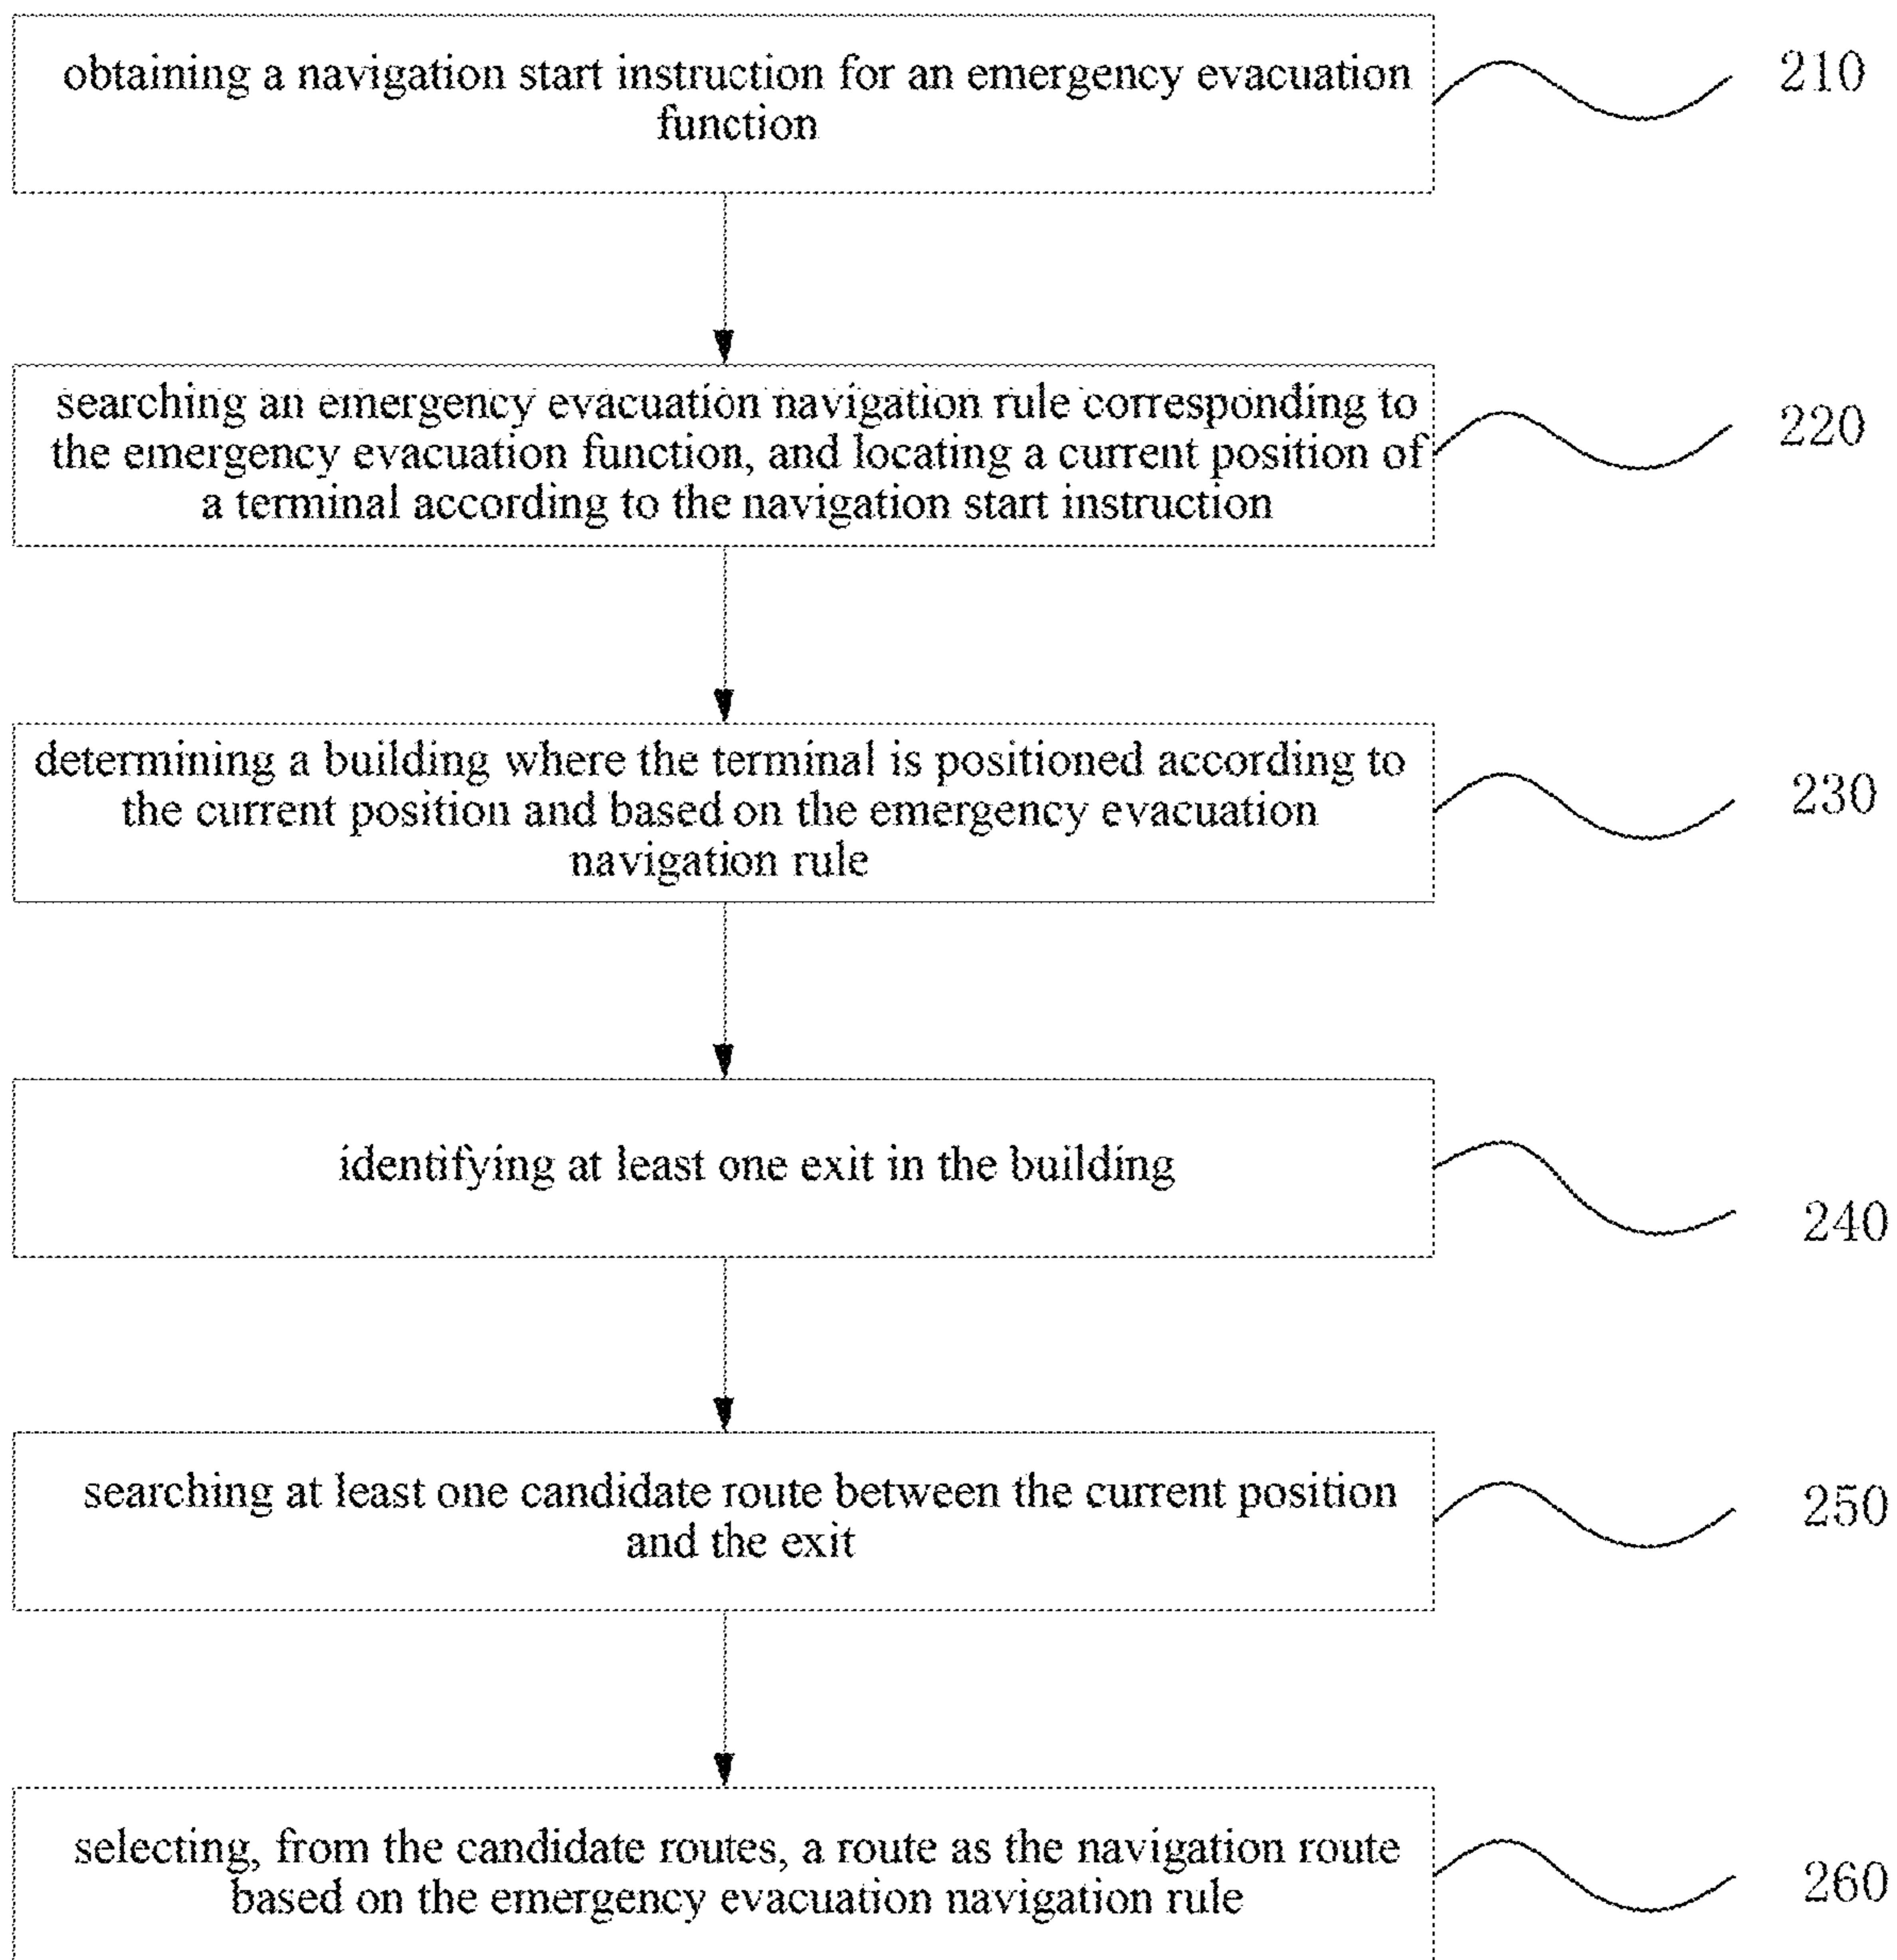 obtaining a navigation start instruction for an emergency evacuation
function
210
searching an emergency evacuation navigation rule corresponding to
the emergency evacuation function, and locating a current position of
a terminal according to the navigation start instruction
220
determining a building where the terminal is positioned according to
the current position and based on the emergency evacuation
navigation rule
230
identifying at least one exit in the building
240
searching at least one candidate route between the current position
and the exit
250
selecting, from the candidate routes, a route as the navigation route
based on the emergency evacuation navigation rule
260